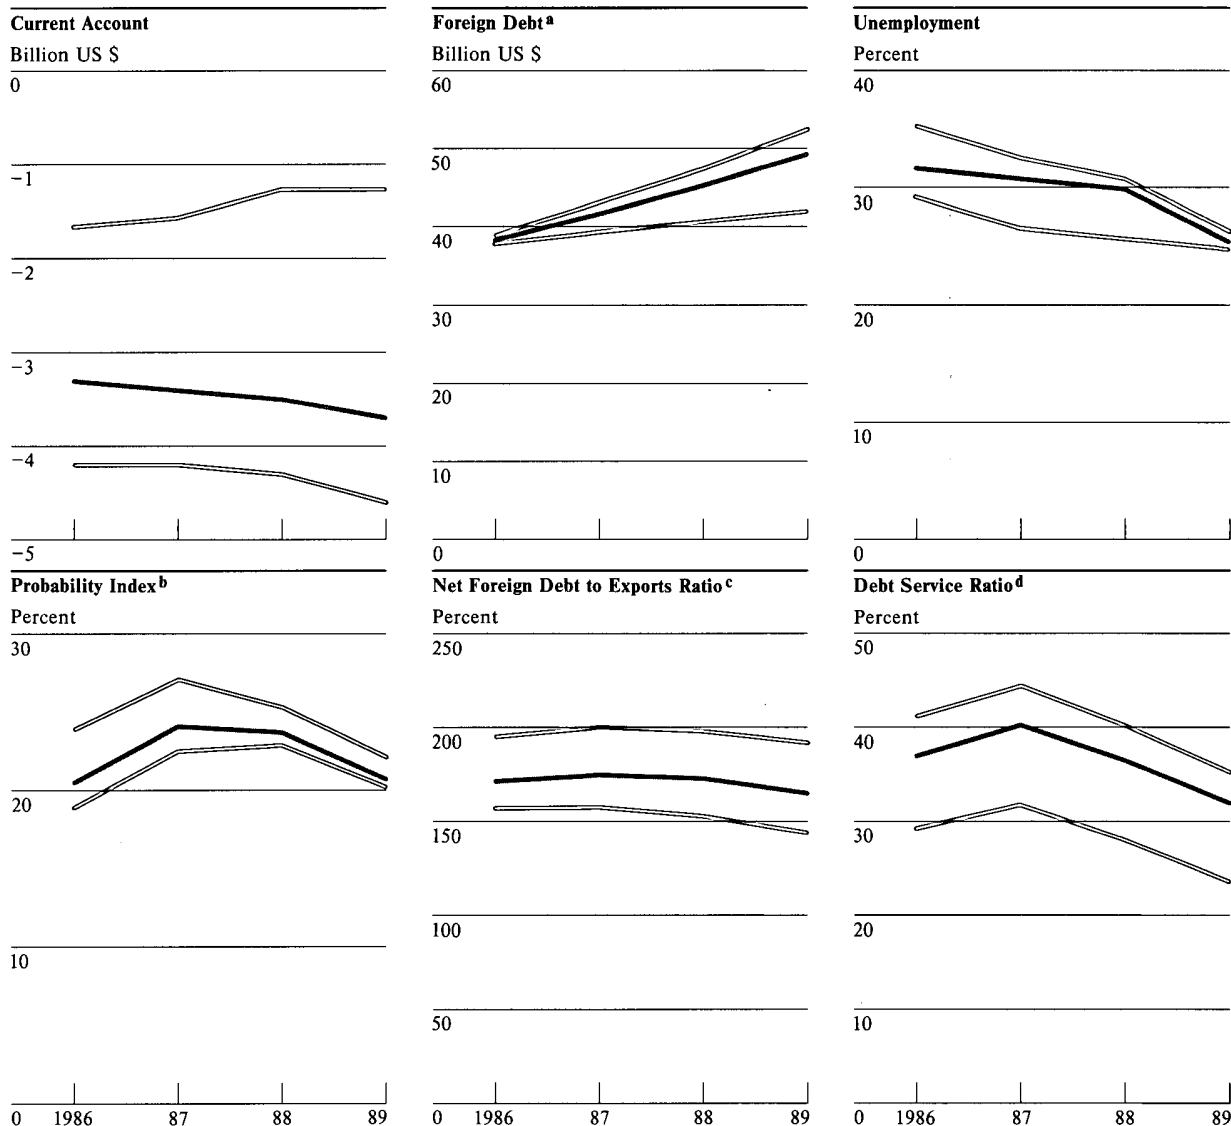 Current Account
Billion US $
0
−1
−2
−3
−4
−5
Foreign Debt a
Billion US $
60
50
40
30
20
10
0
Unemployment
Percent
40
30
20
10
0
Probability Index b
Percent
30
20
10
0 1986 87 88 89
Net Foreign Debt to Exports Ratio c
Percent
250
200
150
100
50
0 1986 87 88 89
Debt Service Ratio d
Percent
50
40
30
20
10
0 1986 87 88 89